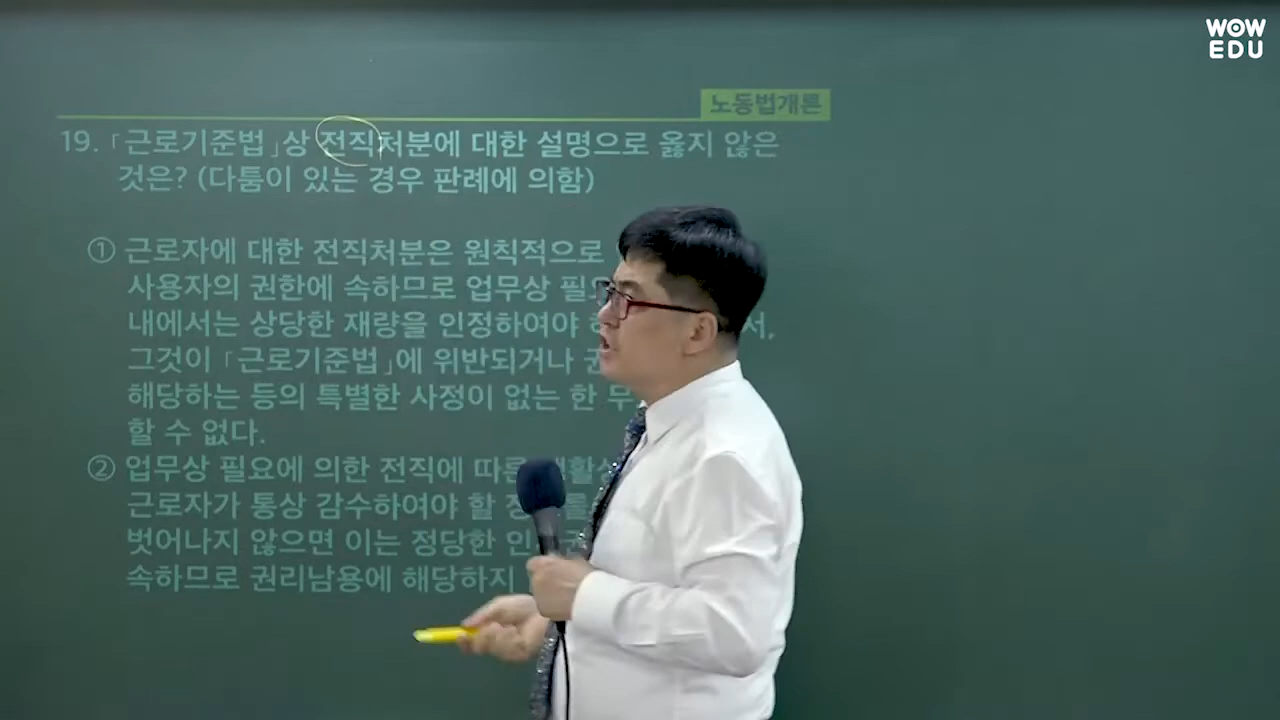 WOW
EDU
노동법개론
19. 「근로기준법」상 전직처분에 대한 설명으로 옳지 않은
것은? (다툼이 있는 경우 판례에 의함)
① 근로자에 대한 전직처분은 원칙적으로
사용자의 권한에 속하므로 업무상
내에서는 상당한 재량을 인정하여야
그것이 「근로기준법」에 위반되거나
해당하는 등의 특별한 사정이 없는 한
할 수 없다.
② 업무상 필요에 의한 전직에 따른
근로자가 통상 감수하여야 할
벗어나지 않으면 이는 정당한
속하므로 권리남용에 해당하지